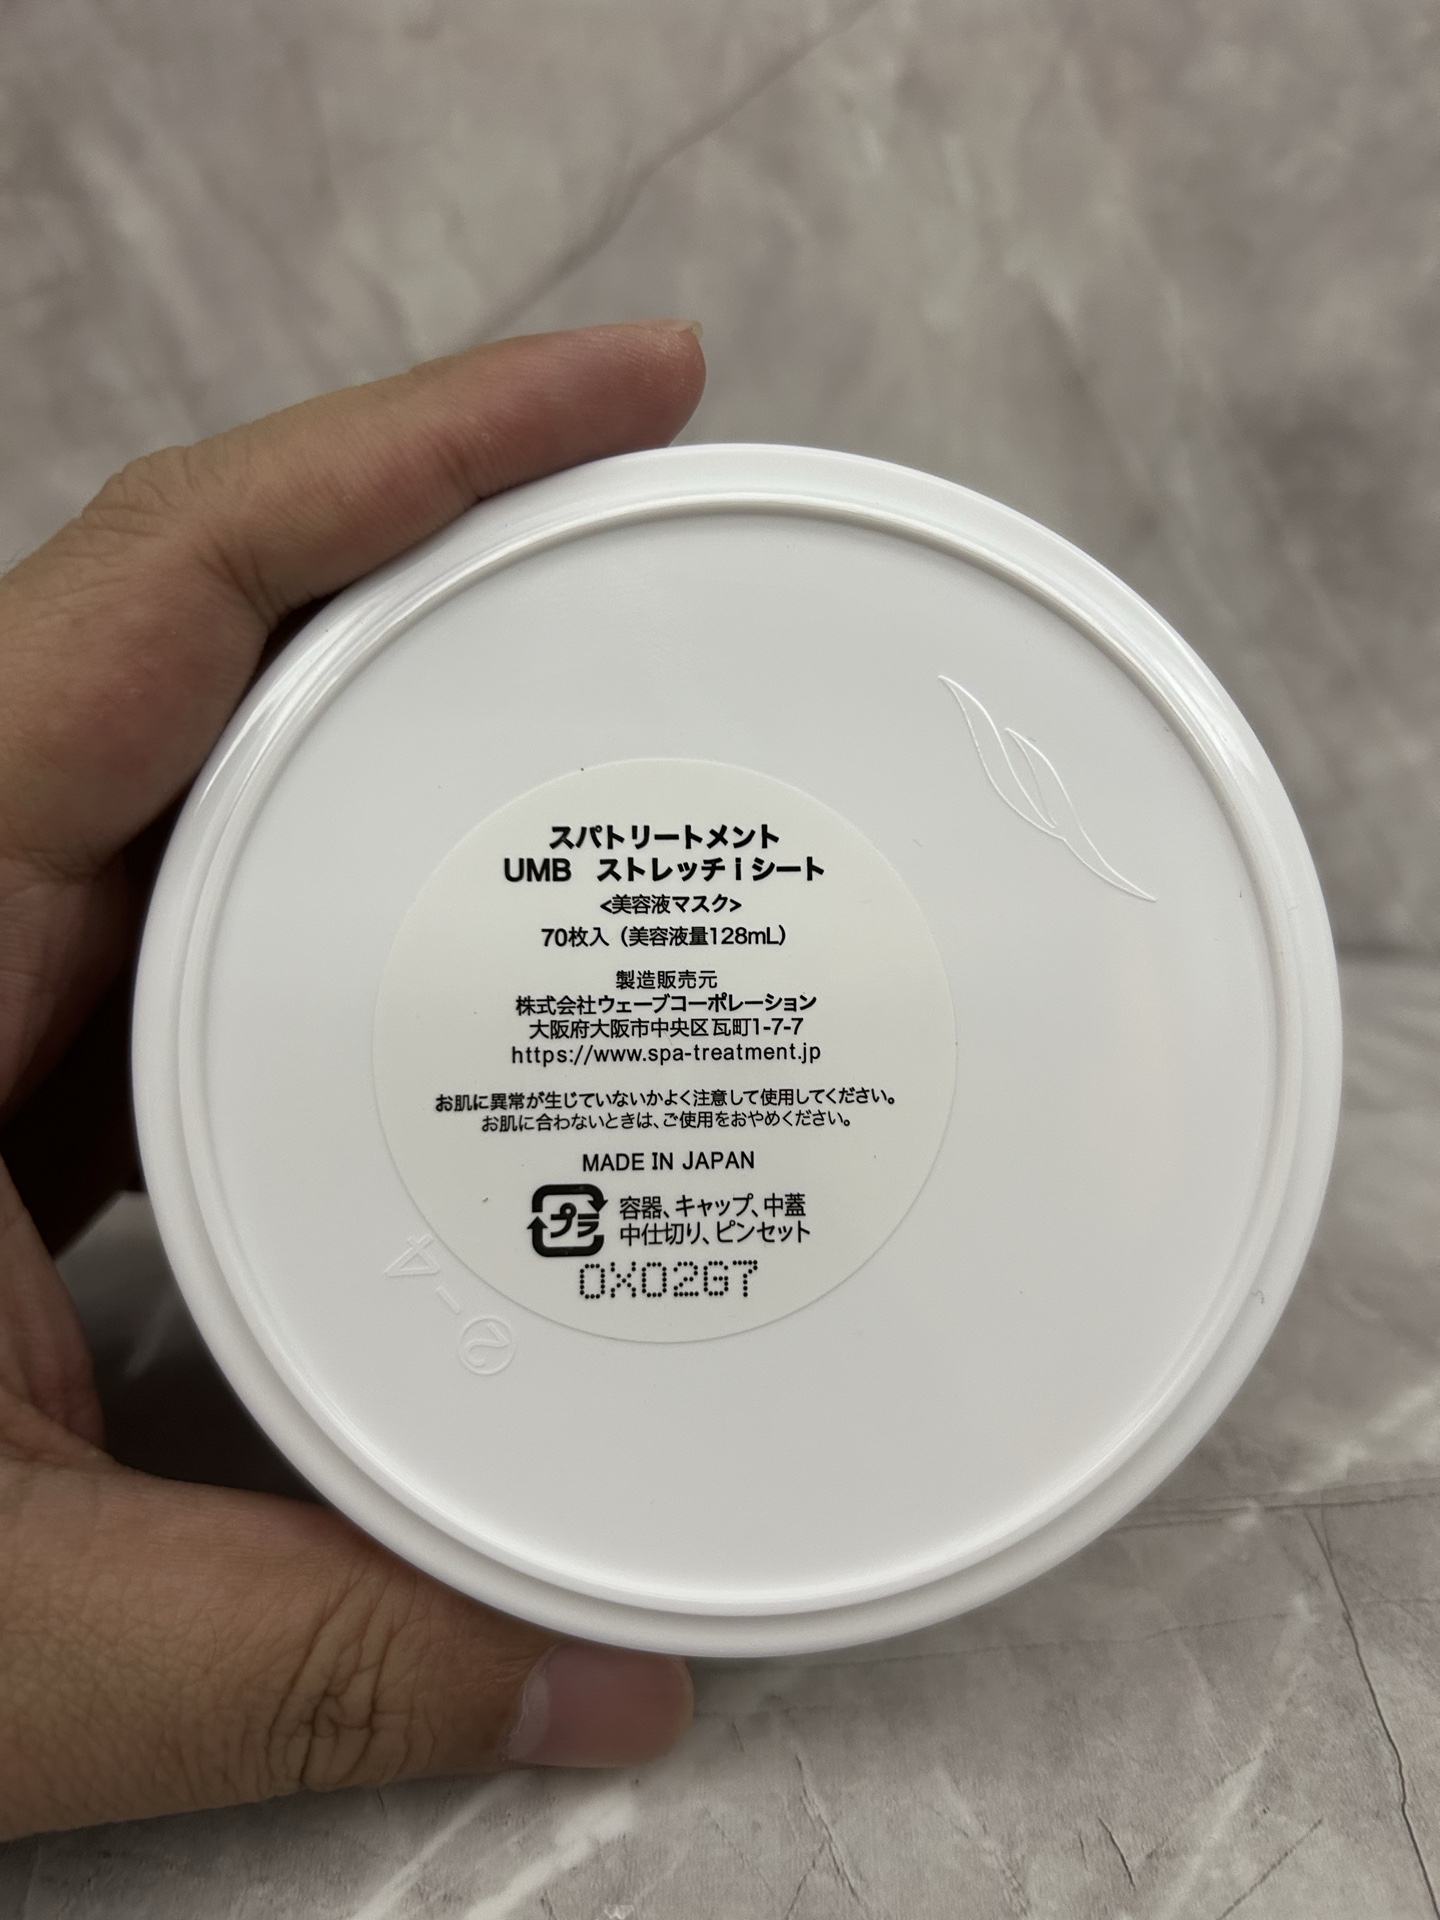 スパトリートメント
UMB ストレッチ i シート
<美容液マスク>
70枚入（美容液量128mL）
製造販売元
株式会社ウェーブコーポレーション
大阪府大阪市中央区瓦町1-7-7
https://www.spa-treatment.jp
お肌に異常が生じていないかよく注意して使用してください。
お肌に合わないときは、ご使用をおやめください。
MADE IN JAPAN
プラ 容器、キャップ、中蓋
中仕切り、ピンセット
0X02G7
②-4